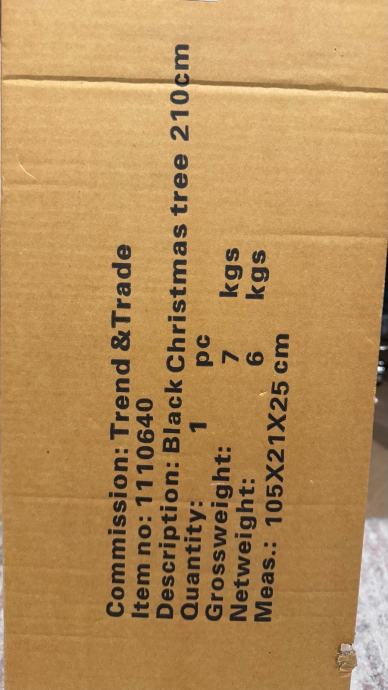 Commission: Trend &Trade
Item no: 1110640
Description: Black Christmas tree 210cm
Quantity: 1 pc
Grossweight: 7 kgs
Netweight: 6 kgs
Meas.: 105X21X25 cm